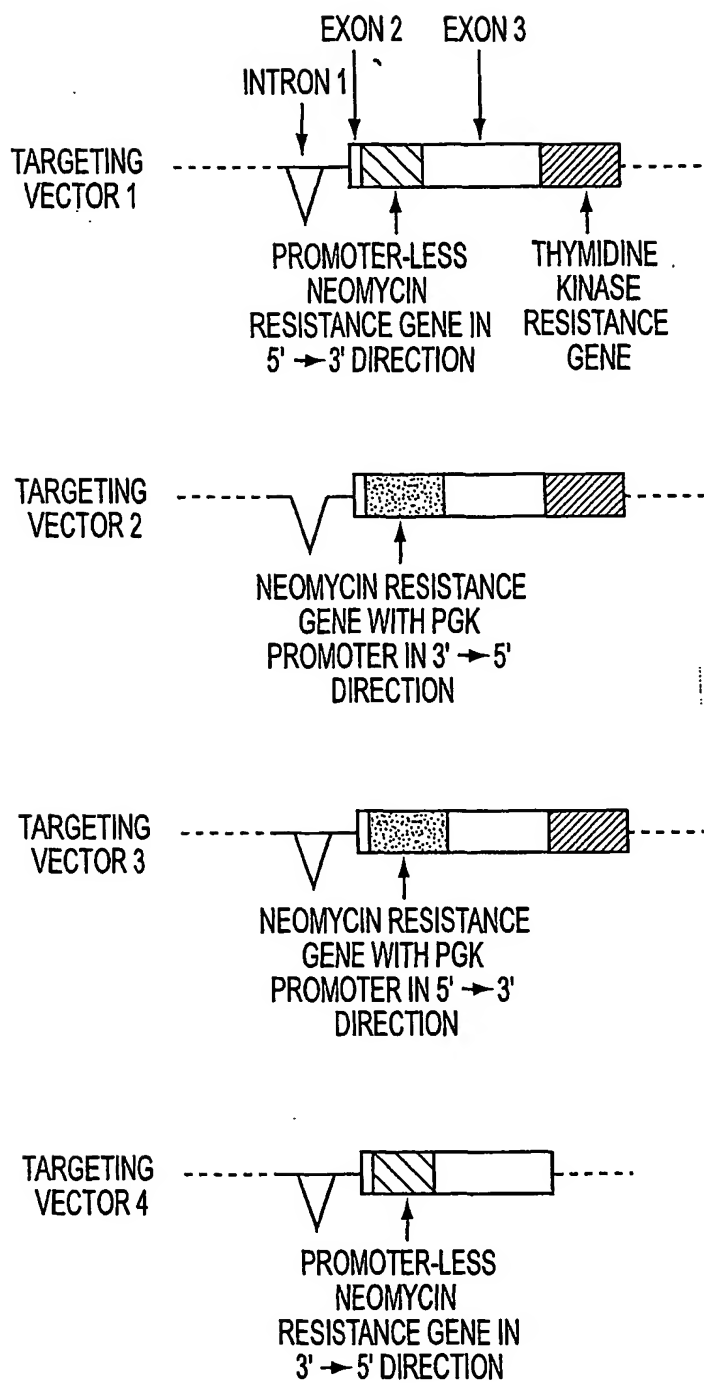 EXON 2 EXON 3
INTRON 1
TARGETING
VECTOR 1
PROMOTER-LESS
NEOMYCIN
RESISTANCE GENE IN
5' → 3' DIRECTION
THYMIDINE
KINASE
RESISTANCE
GENE
TARGETING
VECTOR 2
NEOMYCIN RESISTANCE
GENE WITH PGK
PROMOTER IN 3' → 5'
DIRECTION
TARGETING
VECTOR 3
NEOMYCIN RESISTANCE
GENE WITH PGK
PROMOTER IN 5' → 3'
DIRECTION
TARGETING
VECTOR 4
PROMOTER-LESS
NEOMYCIN
RESISTANCE GENE IN
3' → 5' DIRECTION